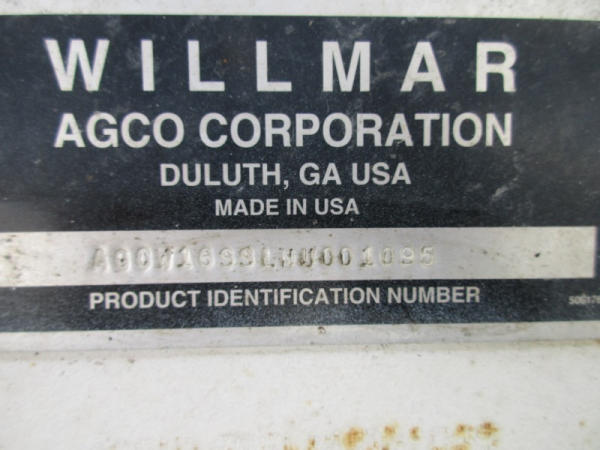 WILLMAR
AGCO CORPORATION
DULUTH, GA USA
MADE IN USA
PRODUCT IDENTIFICATION NUMBER